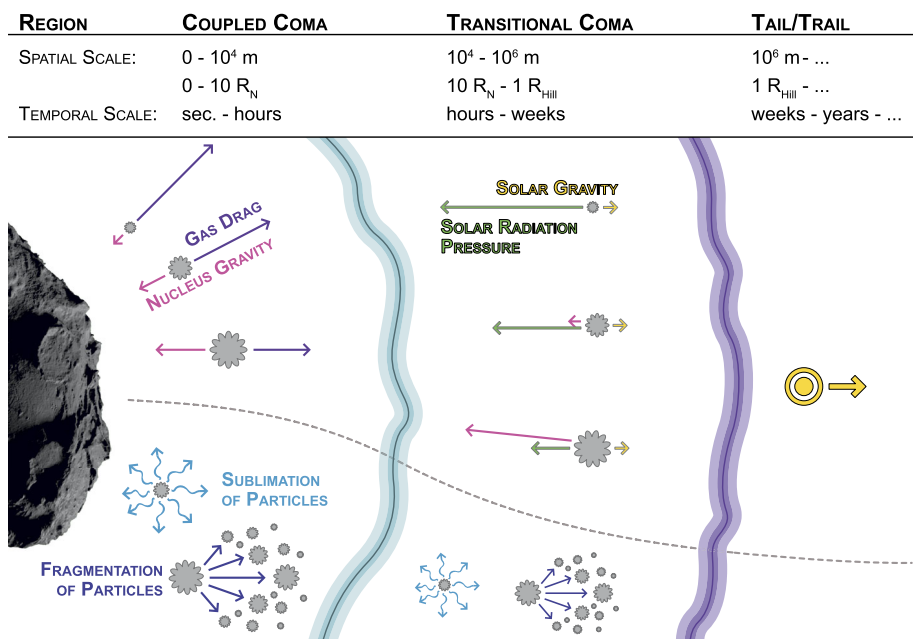 REGION COUPLED COMA TRANSITIONAL COMA TAIL/TRAIL
SPATIAL SCALE: 0 - 10⁴ m 10⁴ - 10⁶ m 10⁶ m- ...
0 - 10 R_N 10 R_N - 1 R_Hill 1 R_Hill - ...
TEMPORAL SCALE: sec. - hours hours - weeks weeks - years - ...
GAS DRAG
NUCLEUS GRAVITY
SOLAR GRAVITY
SOLAR RADIATION
PRESSURE
SUBLIMATION
OF PARTICLES
FRAGMENTATION
OF PARTICLES